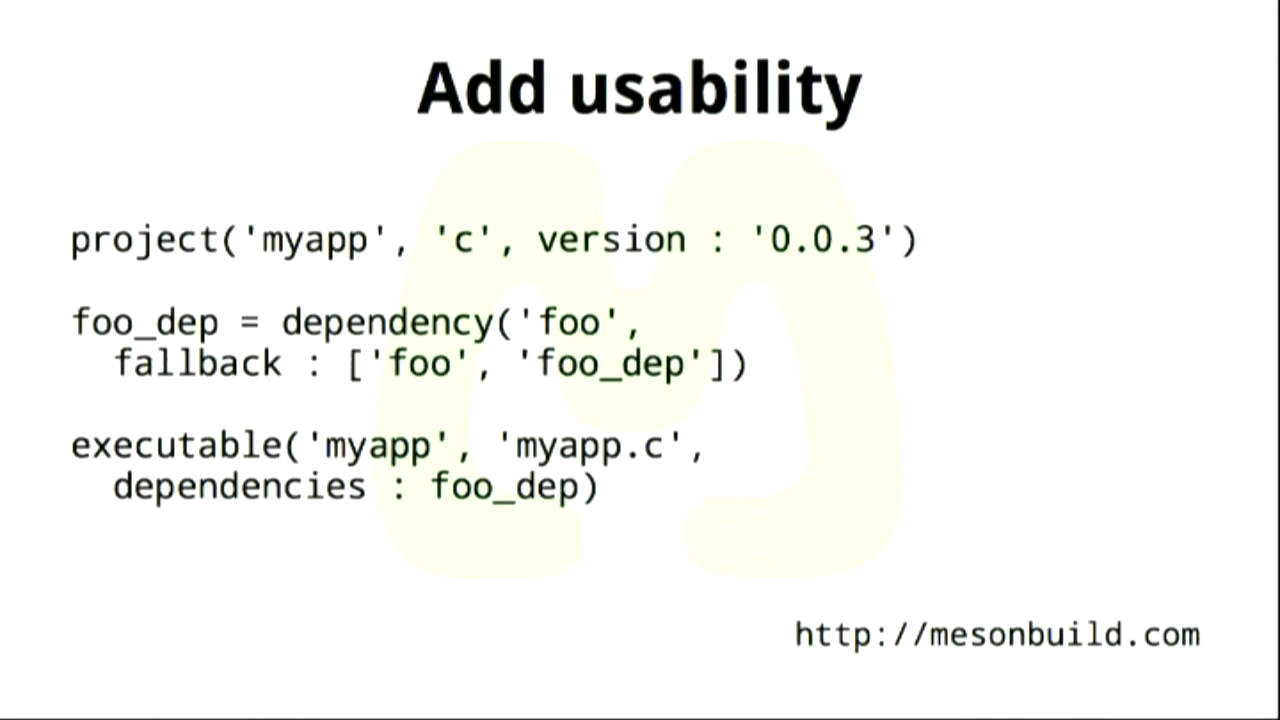 Add usability
project('myapp', 'c', version : '0.0.3')
foo_dep = dependency('foo',
  fallback : ['foo', 'foo_dep'])
executable('myapp', 'myapp.c',
  dependencies : foo_dep)
http://mesonbuild.com